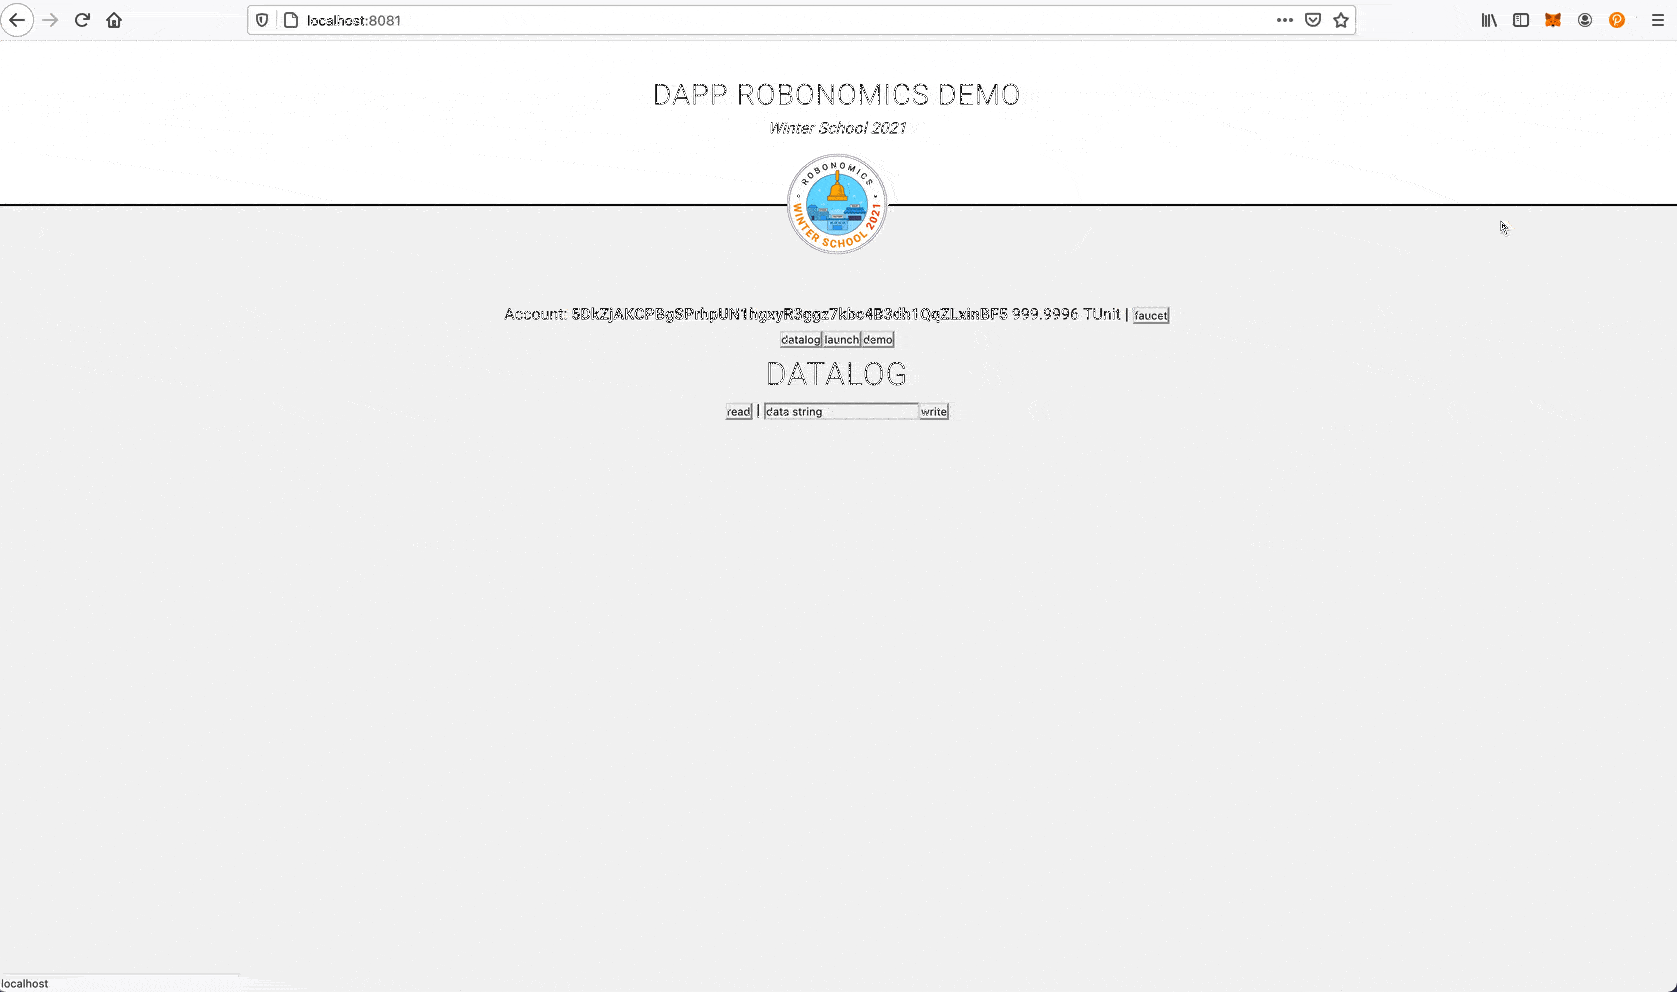 localhost:8081
DAPP ROBONOMICS DEMO
Winter School 2021
ROBONOMICS
WINTER SCHOOL 2021
Account: 999.9996 TUnit | faucet
datalog launch demo
DATALOG
read | data string write
localhost